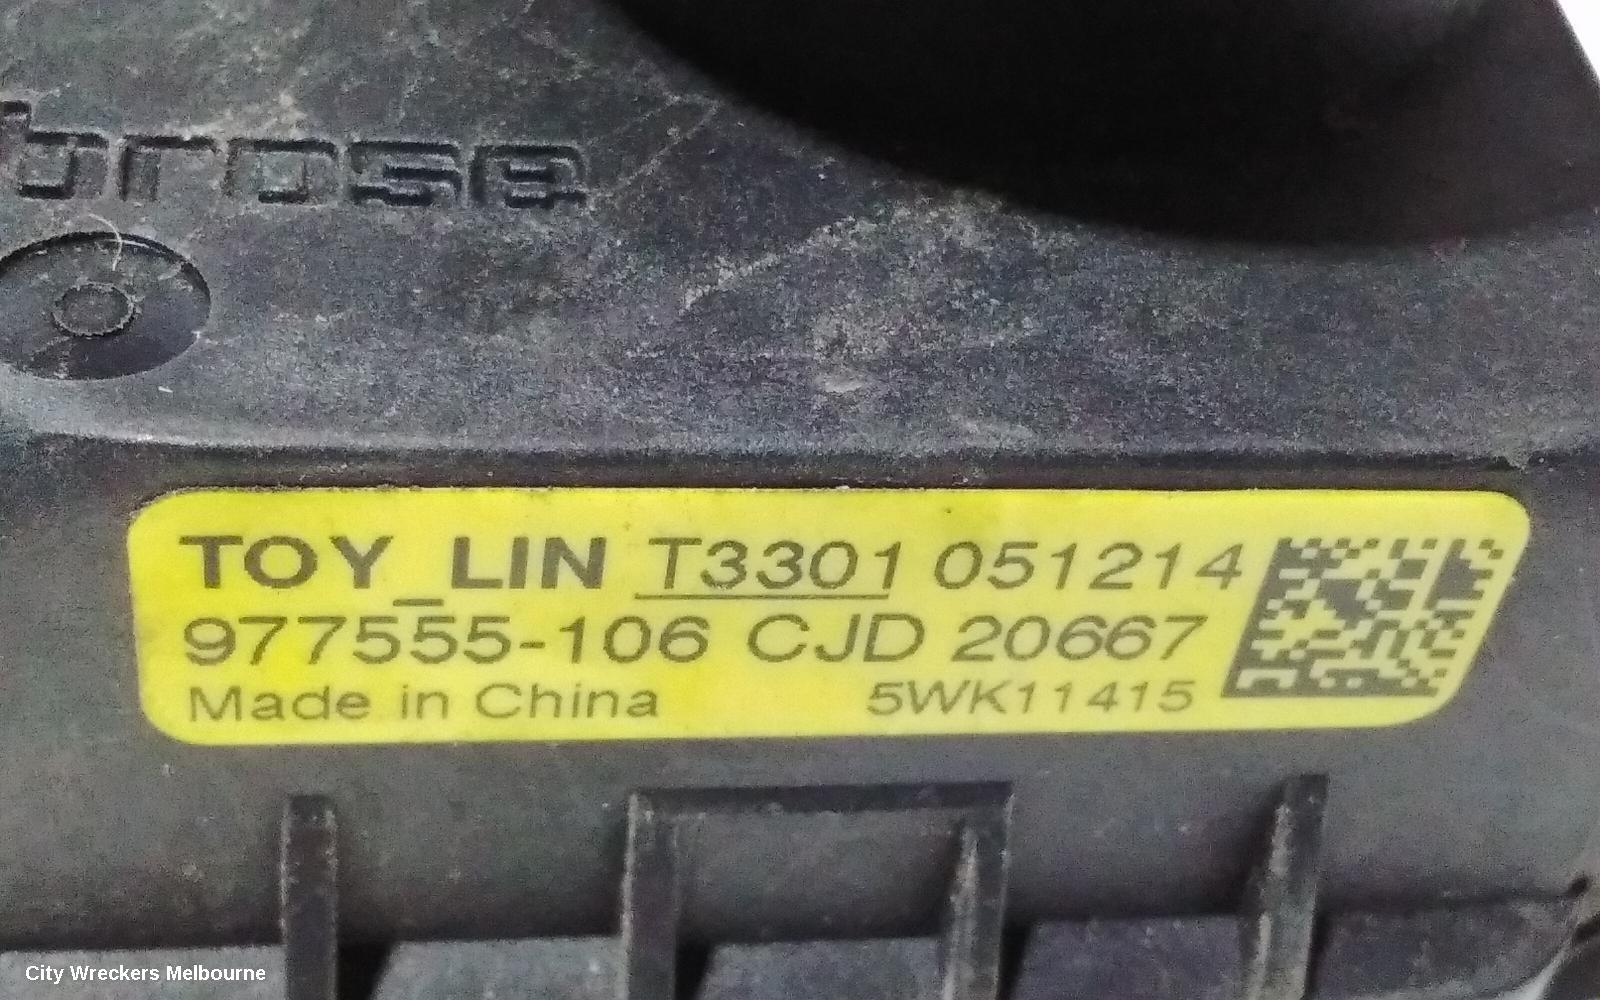 brose
TOY_LIN T3301 051214
977555-106 CJD 20667
Made in China 5WK11415
City Wreckers Melbourne